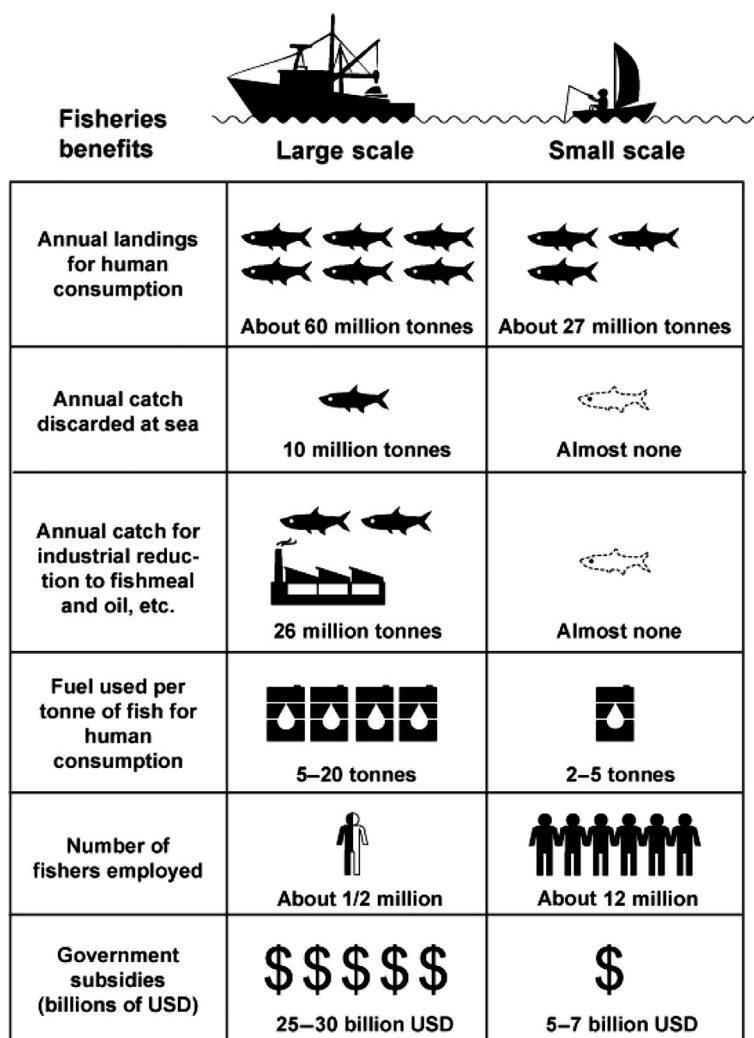 Fisheries
benefits
Large scale
Small scale
Annual landings
for human
consumption
About 60 million tonnes
About 27 million tonnes
Annual catch
discarded at sea
10 million tonnes
Almost none
Annual catch for
industrial reduc-
tion to fishmeal
and oil, etc.
26 million tonnes
Almost none
Fuel used per
tonne of fish for
human
consumption
5–20 tonnes
2–5 tonnes
Number of
fishers employed
About 1/2 million
About 12 million
Government
subsidies
(billions of USD)
$ $ $ $ $
25–30 billion USD
$
5–7 billion USD